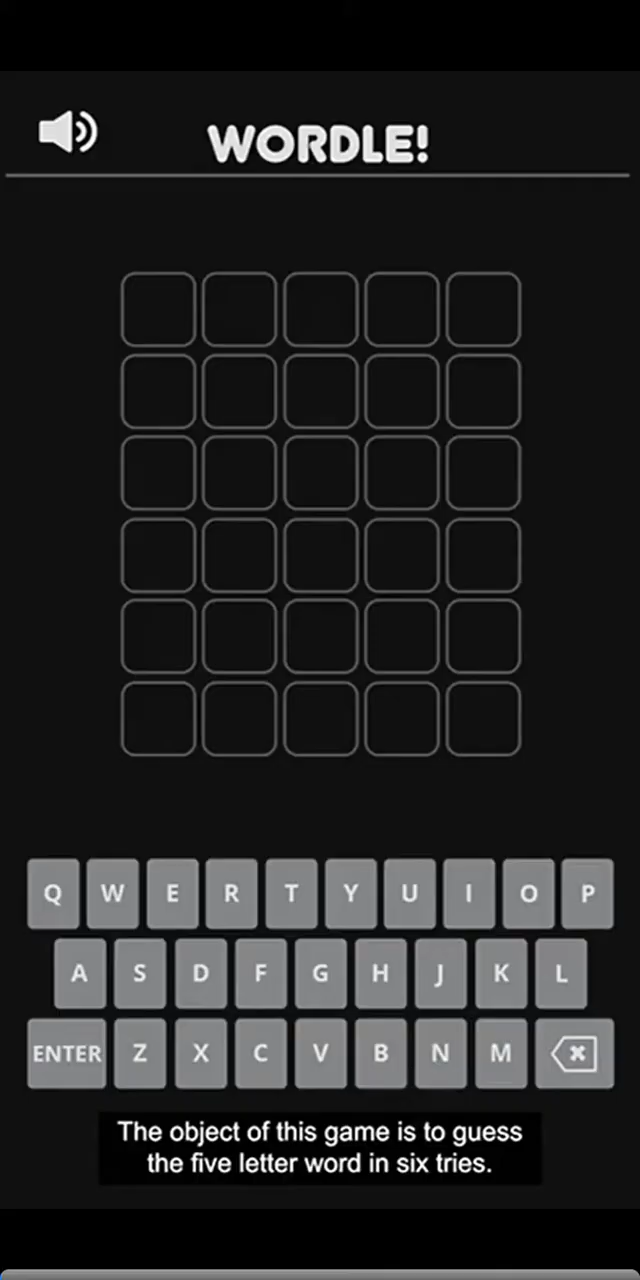 WORDLE!
Q W E R T Y U I O P
A S D F G H J K L
ENTER Z X C V B N M
The object of this game is to guess
the five letter word in six tries.